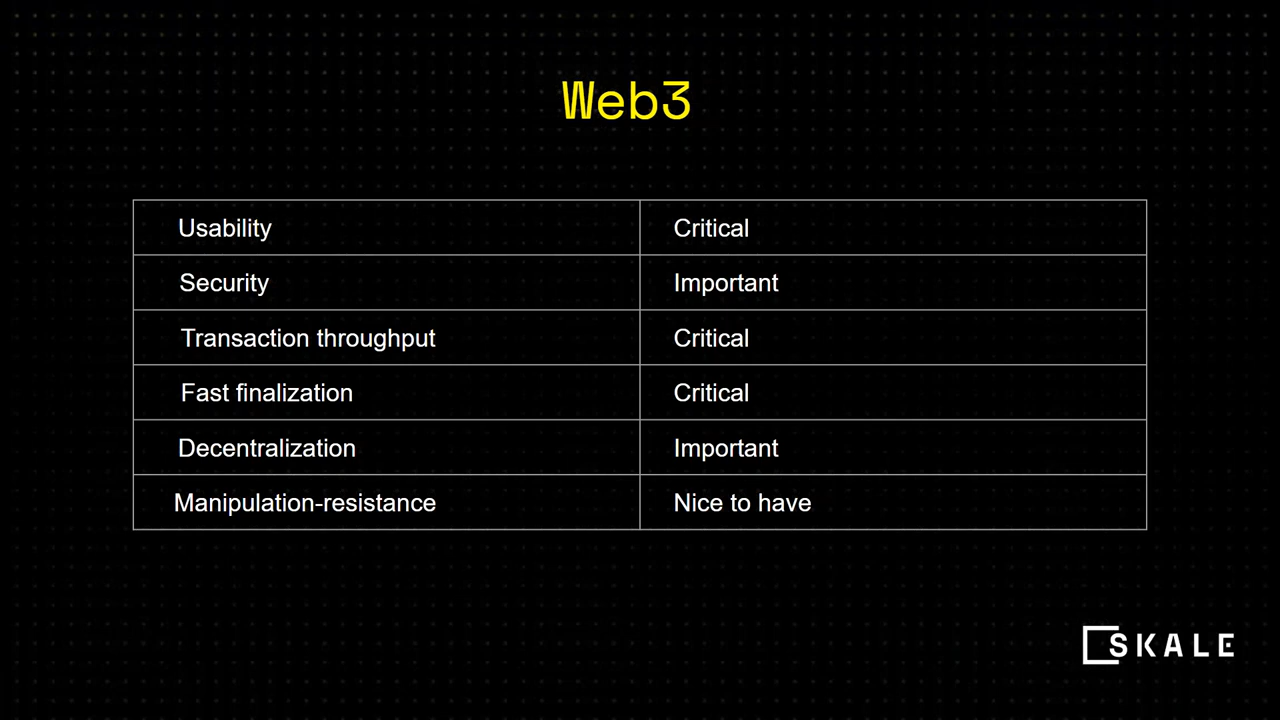 Web3
Usability Critical
Security Important
Transaction throughput Critical
Fast finalization Critical
Decentralization Important
Manipulation-resistance Nice to have
SKALE